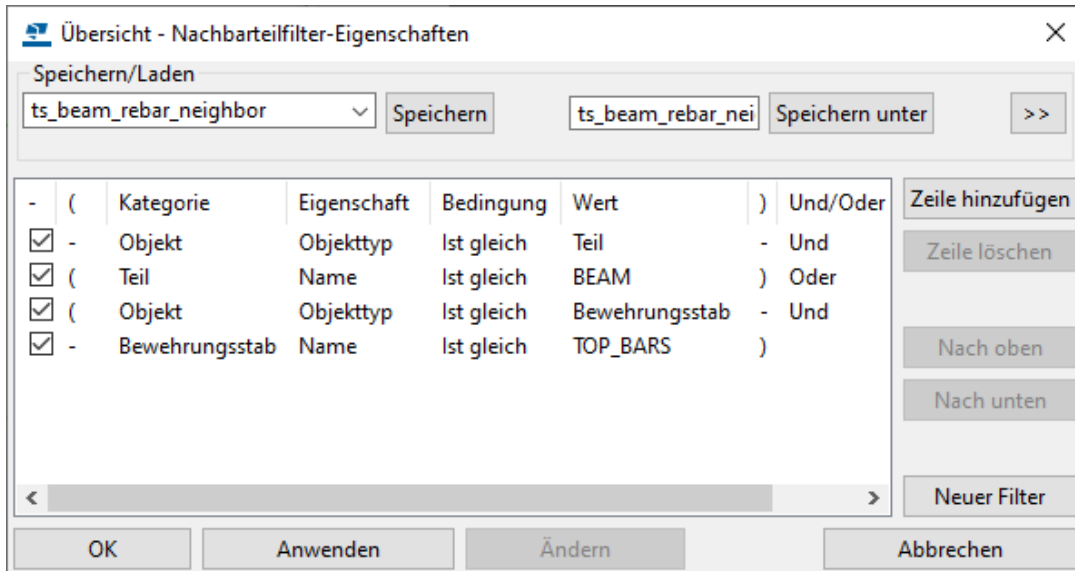 Übersicht - Nachbarteilfilter-Eigenschaften
Speichern/Laden
ts_beam_rebar_neighbor Speichern ts_beam_rebar_nei Speichern unter >>
- ( Kategorie Eigenschaft Bedingung Wert ) Und/Oder Zeile hinzufügen
- Objekt Objekttyp Ist gleich Teil - Und
Zeile löschen
( Teil Name Ist gleich BEAM ) Oder
( Objekt Objekttyp Ist gleich Bewehrungsstab - Und
- Bewehrungsstab Name Ist gleich TOP_BARS )
Nach oben
Nach unten
Neuer Filter
OK Anwenden Ändern Abbrechen